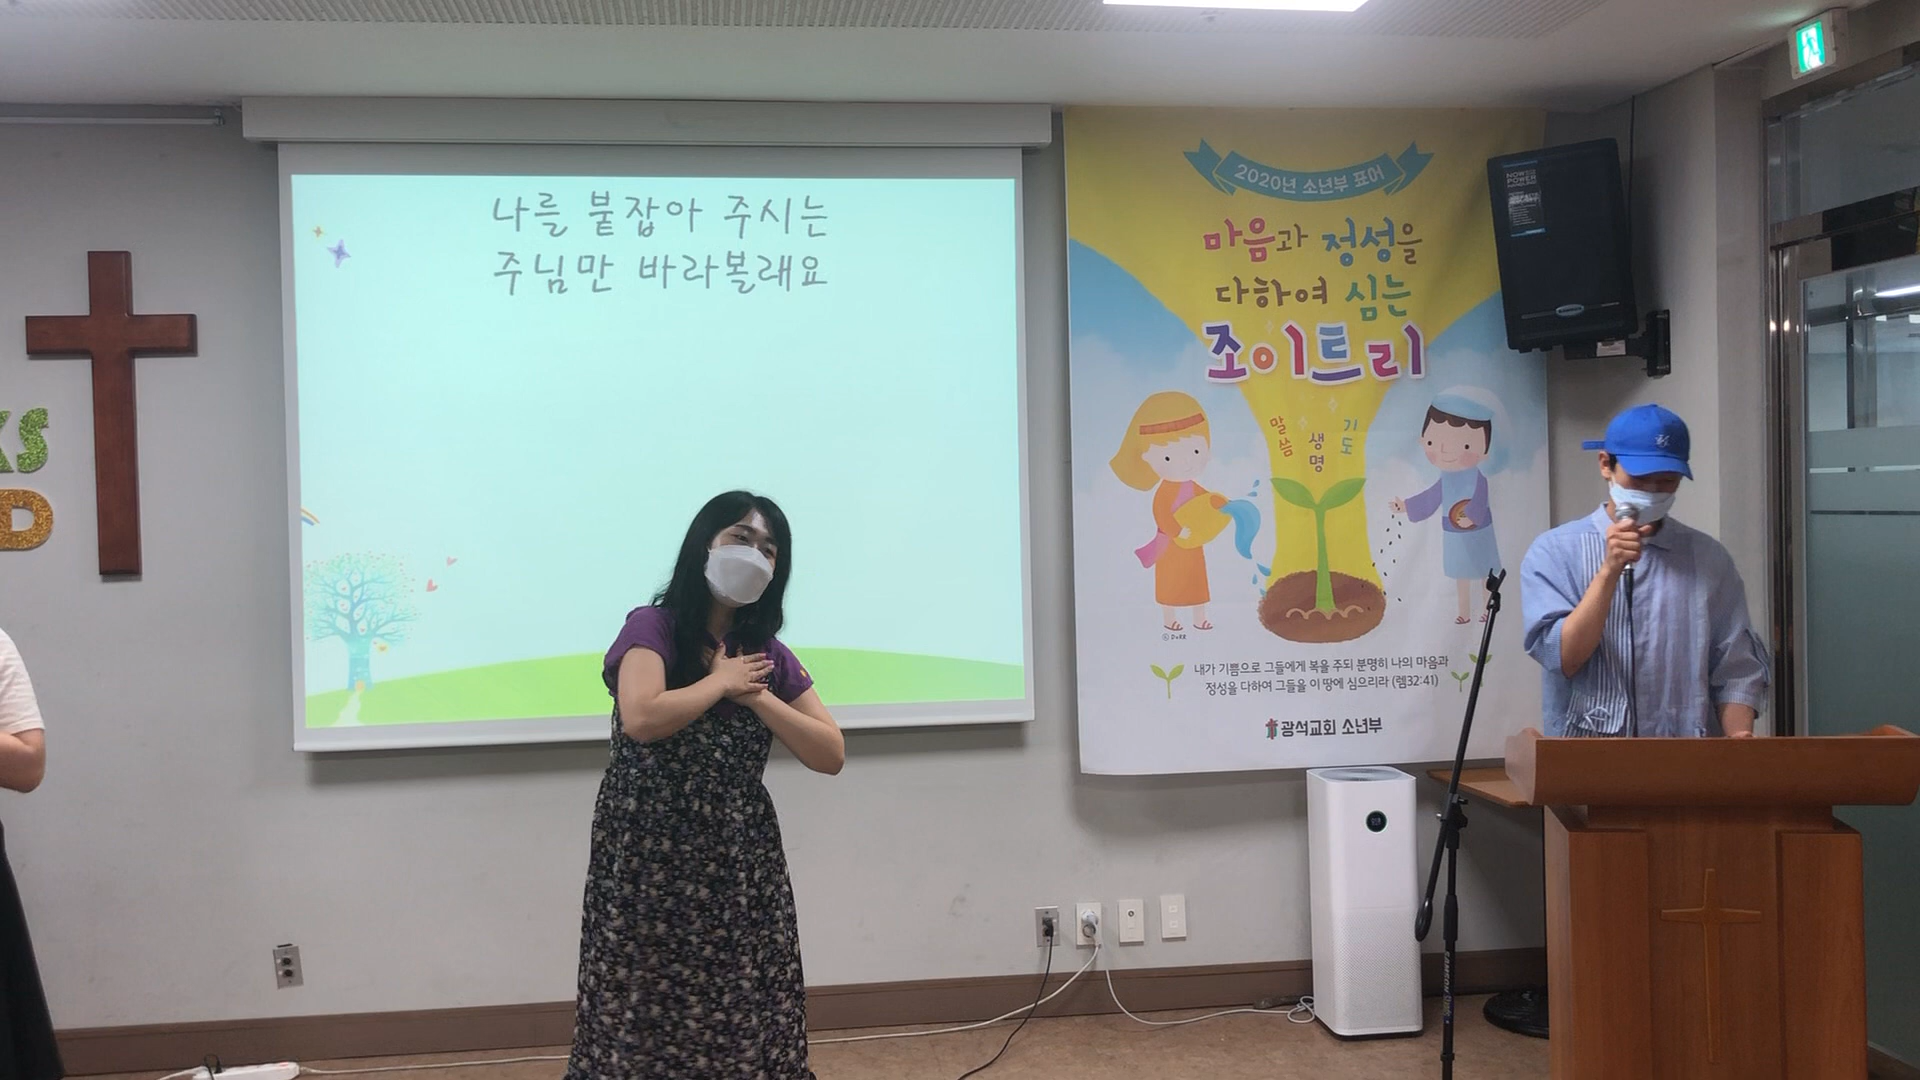 나를 붙잡아 주시는
주님만 바라볼래요
2020년 소년부 표어
마음과 정성을
다하여 심는
조이트리
말씀
생명
기도
내가 기쁨으로 그들에게 복을 주되 분명히 나의 마음과
정성을 다하여 그들을 이 땅에 심으리라 (렘32:41)
광석교회 소년부
KS
D
NOW
POWER
SAMSON